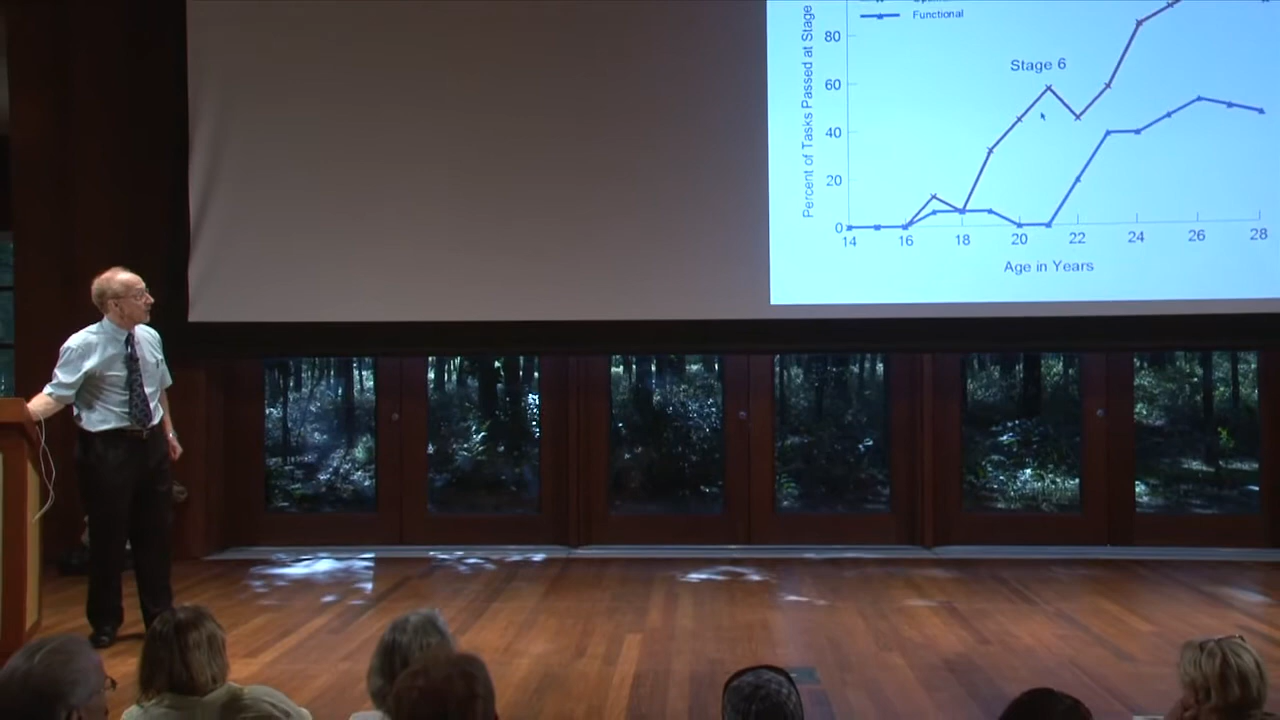 Functional
Percent of Tasks Passed at Stage
80
60
40
20
0
Stage 6
14 16 18 20 22 24 26 28
Age in Years